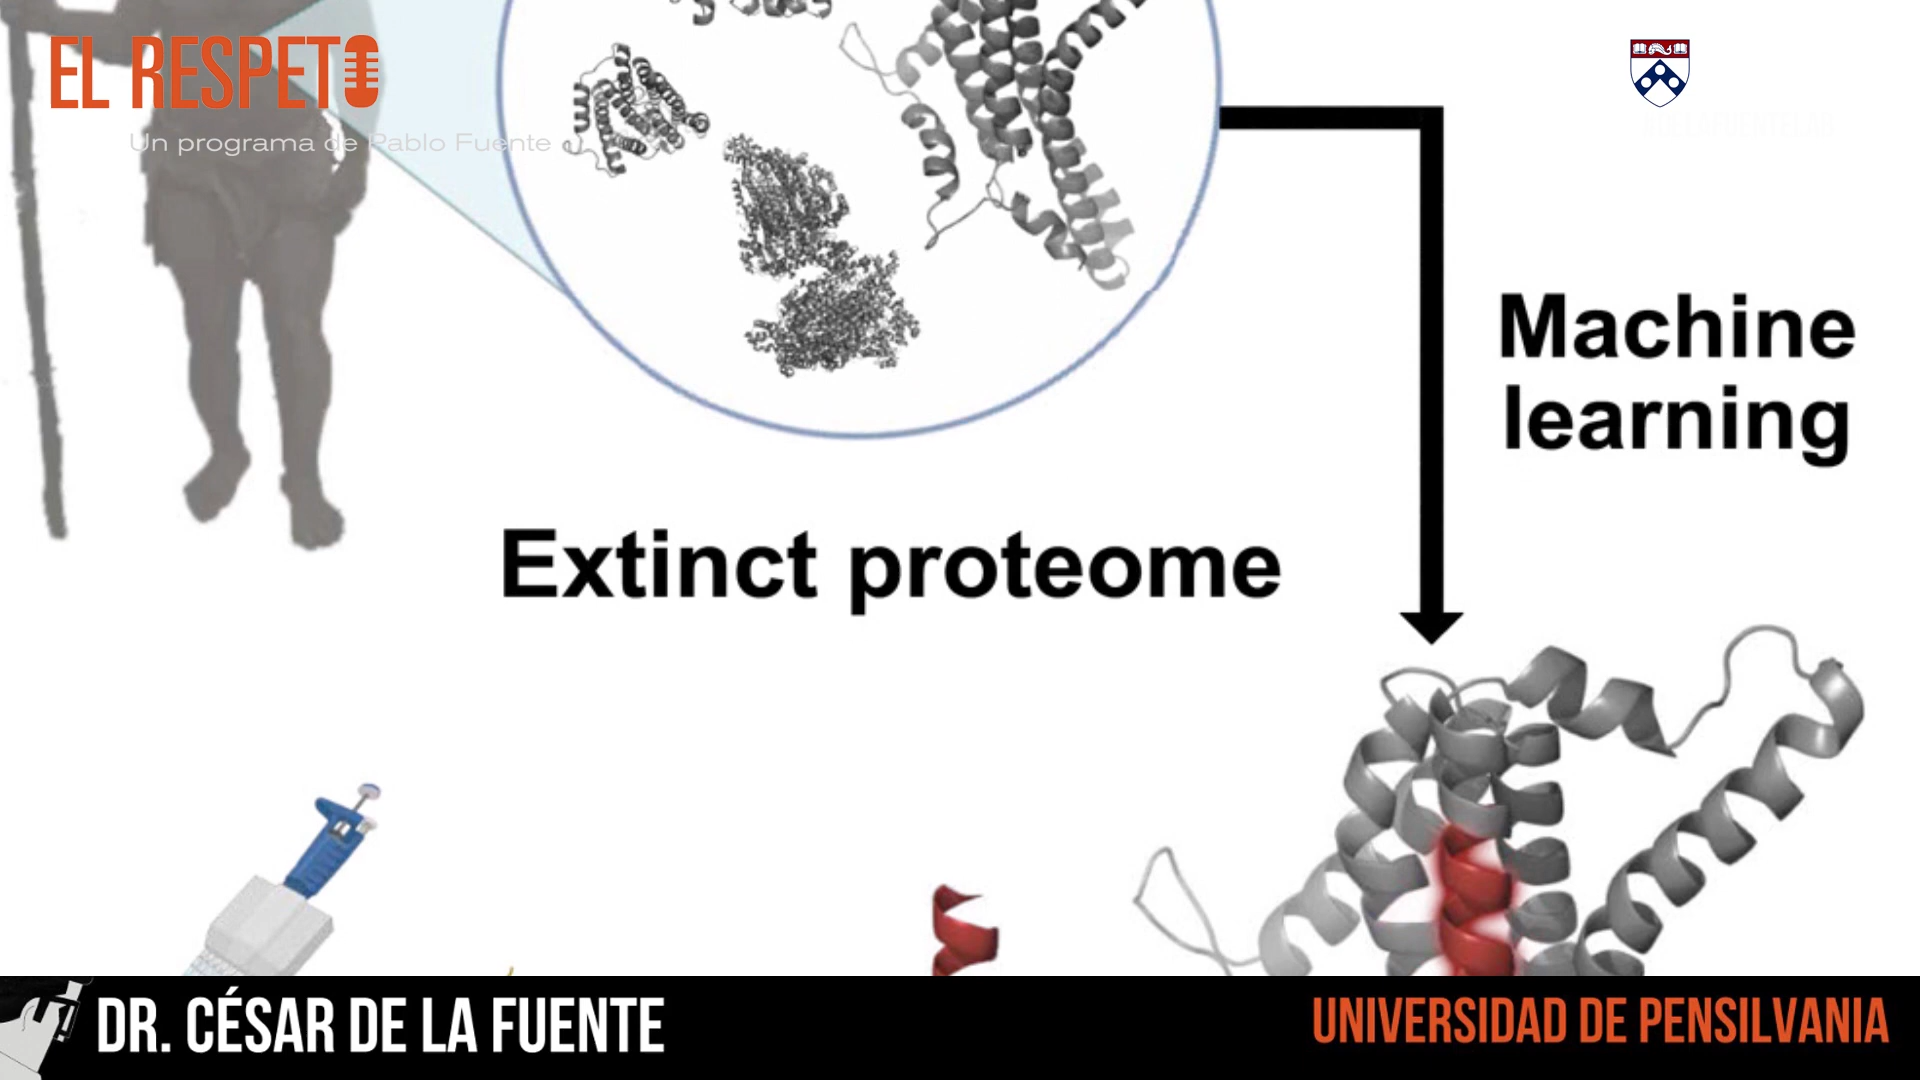 EL RESPETO
Un programa de Pablo Fuente
Machine
learning
Extinct proteome
DR. CÉSAR DE LA FUENTE
UNIVERSIDAD DE PENSILVANIA